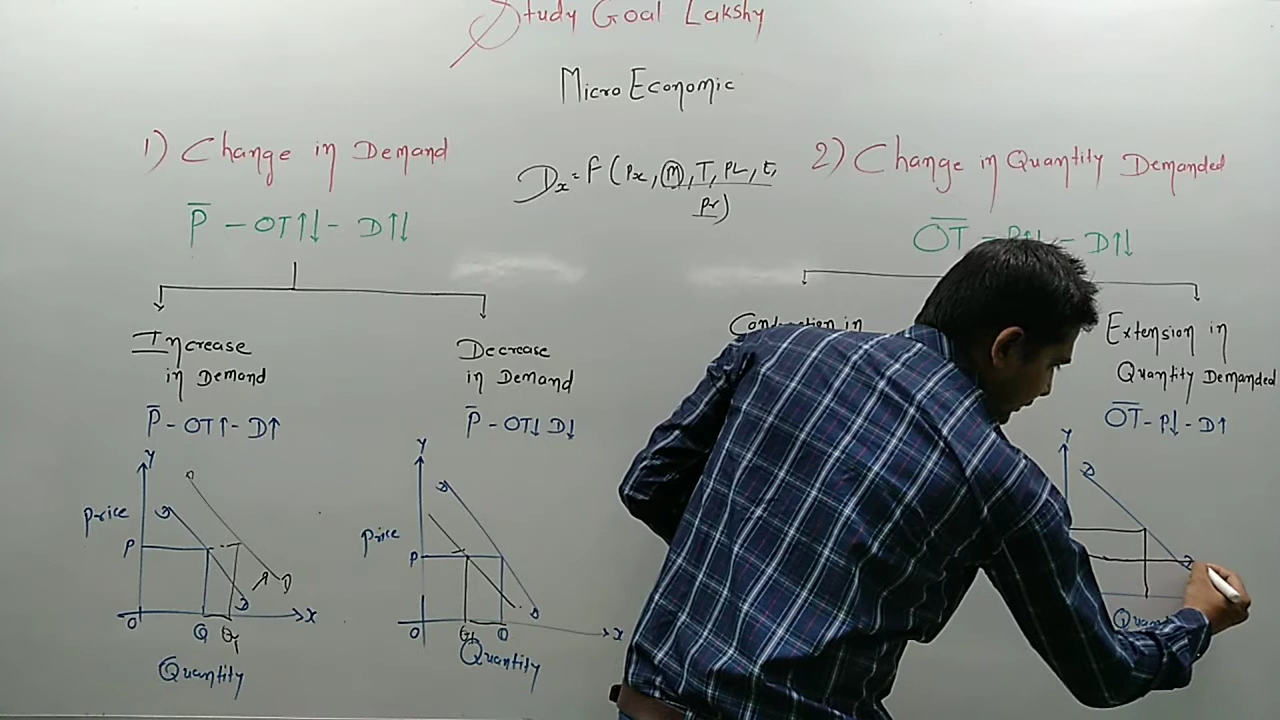 Study Goal Lakshy
Micro Economic
1) Change in Demand
P̅ – OT↑↓ – D↑↓
Increase
in Demand
P̅ – OT↑ – D↑
Y
D
D
Price
P
D
D
O
Q Q1
X
Quantity
Decrease
in Demand
P̅ – OT↓ D↓
Y
D
Price
P
D
O
Q1 Q
X
Quantity
Dx = f (Px, M, T, PL, E,
Pr)
2) Change in Quantity Demanded
O̅T̅ – P↑↓ – D↑↓
in
Extension in
Quantity Demanded
O̅T̅ – P↓ – D↑
Y
D
D